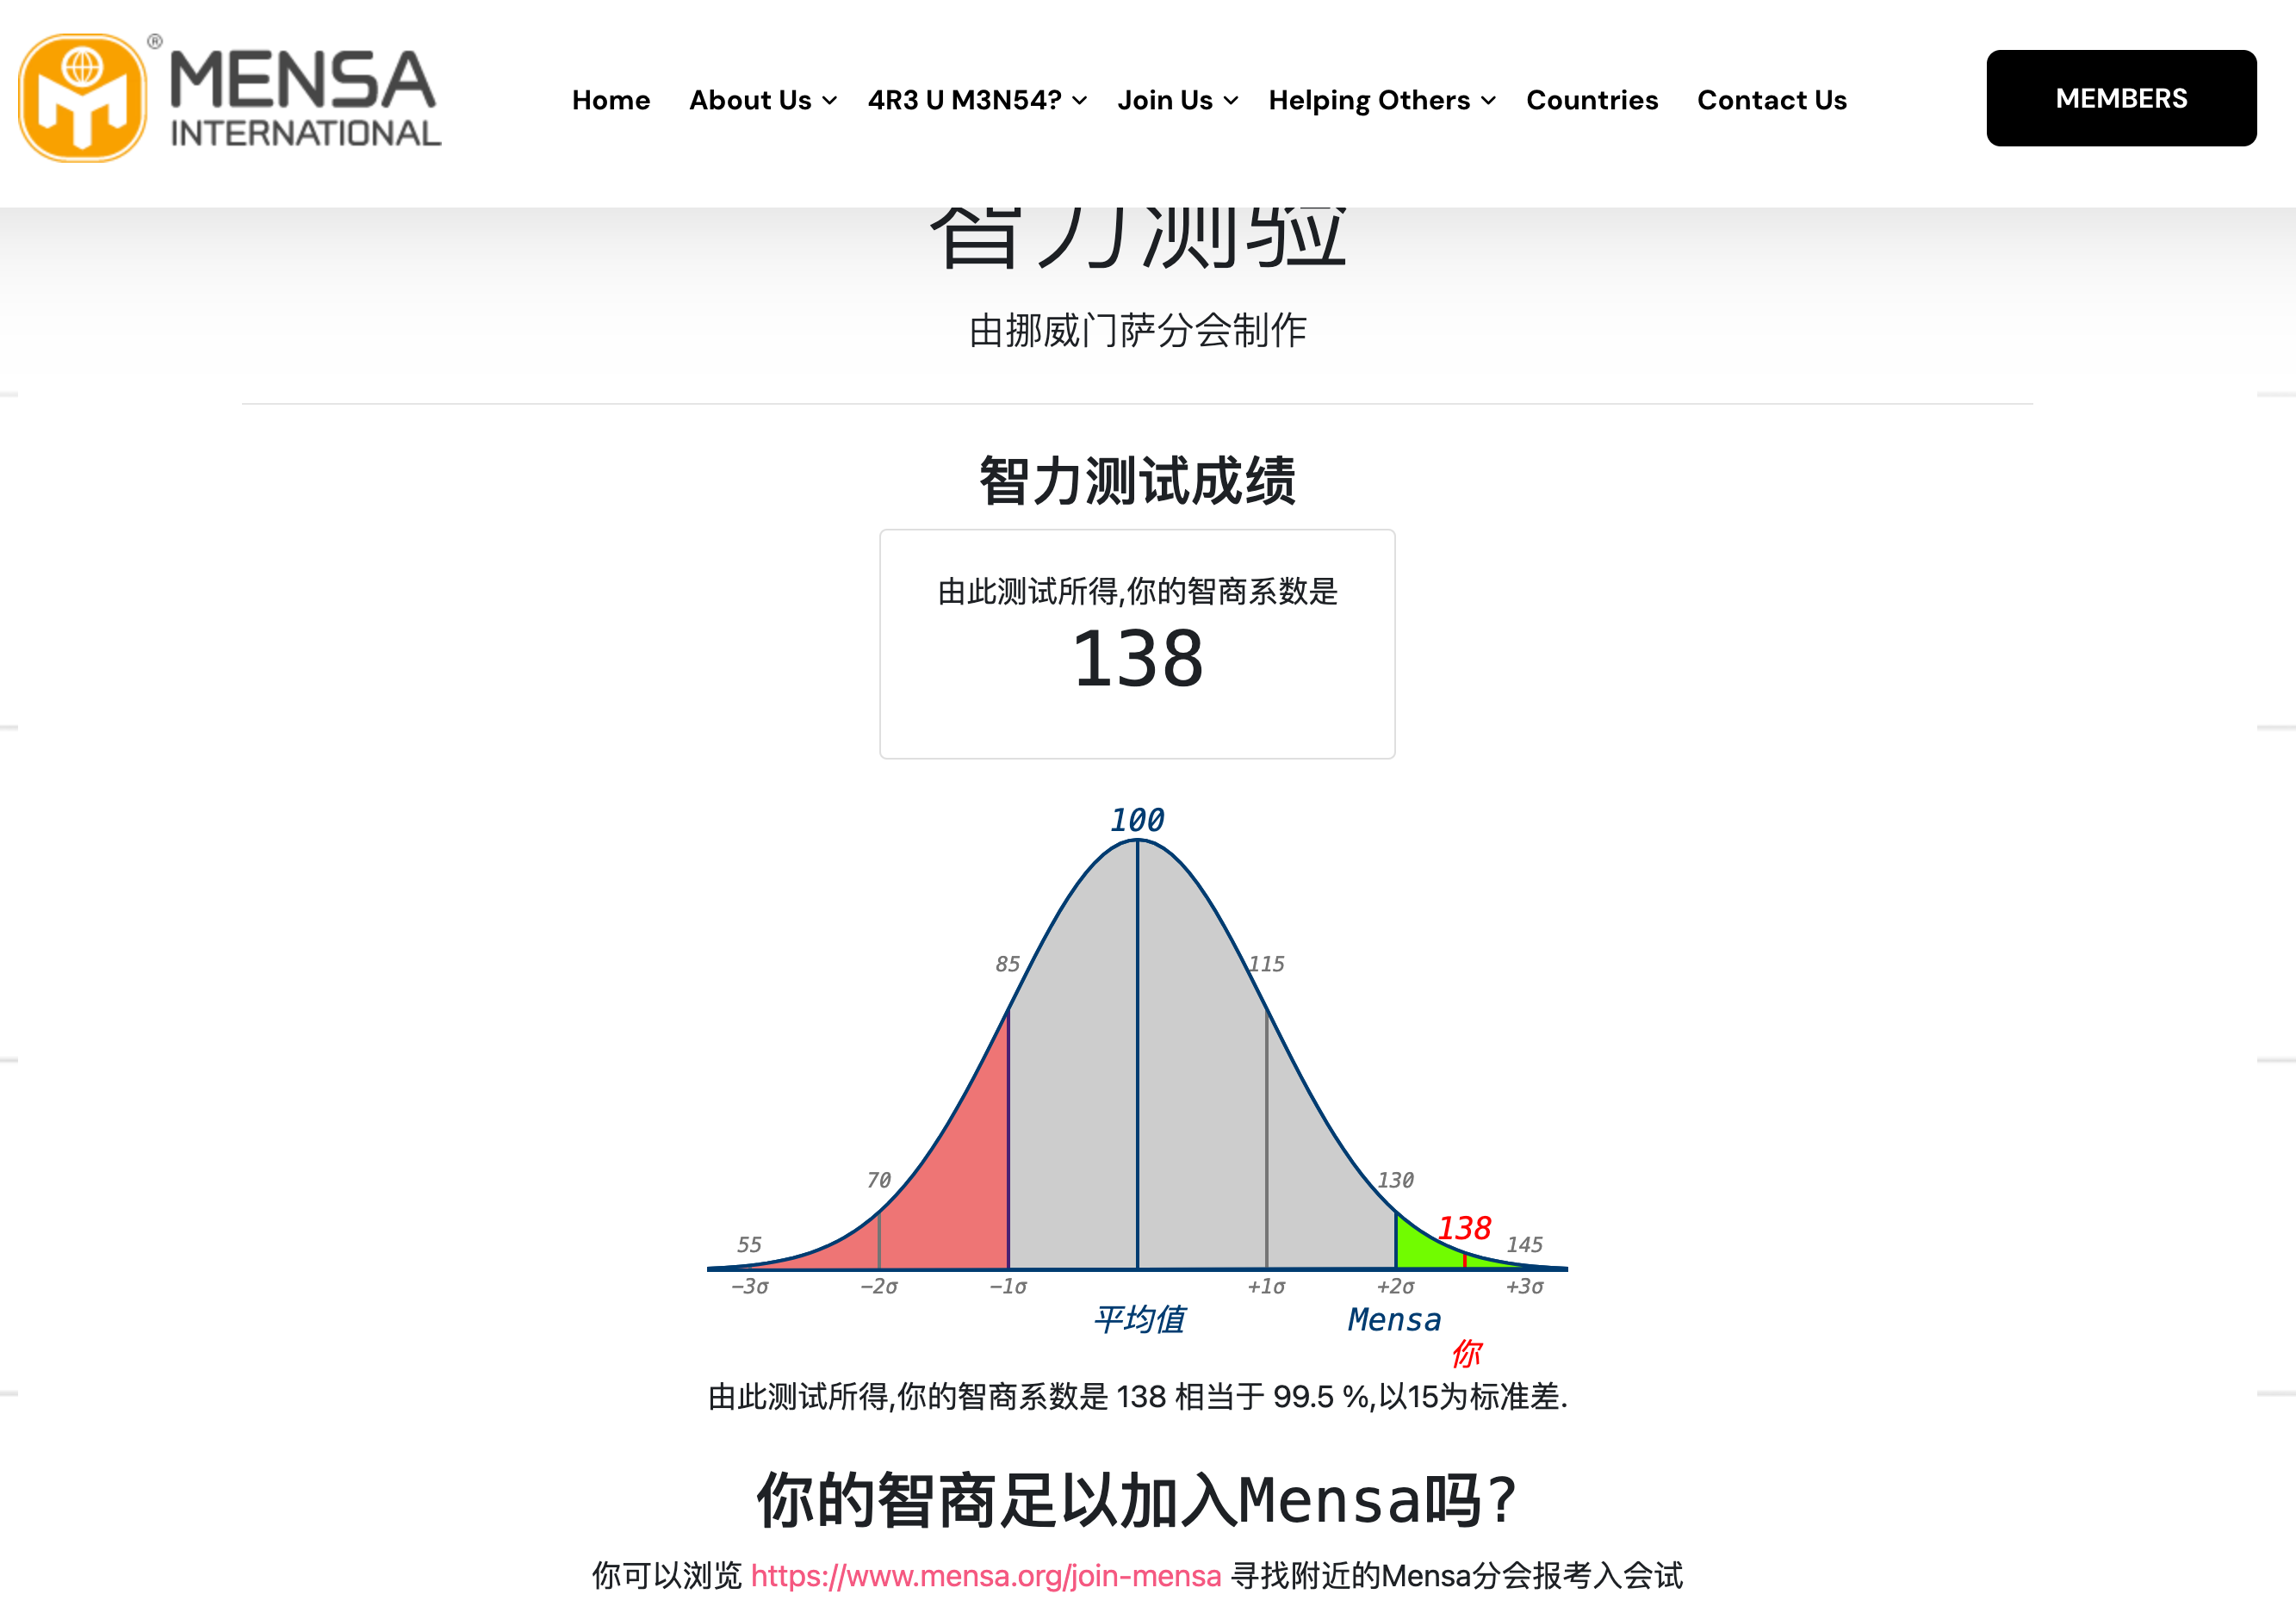 MENSA ®
INTERNATIONAL
Home About Us 4R3 U M3N54? Join Us Helping Others Countries Contact Us MEMBERS
智力测验
由挪威门萨分会制作
智力测试成绩
由此测试所得,你的智商系数是
138
100
85 115
70 130
138
55 145
−3σ −2σ −1σ +1σ +2σ +3σ
平均值 Mensa
你
由此测试所得,你的智商系数是 138 相当于 99.5 %,以15为标准差.
你的智商足以加入Mensa吗?
你可以浏览 https://www.mensa.org/join-mensa 寻找附近的Mensa分会报考入会试